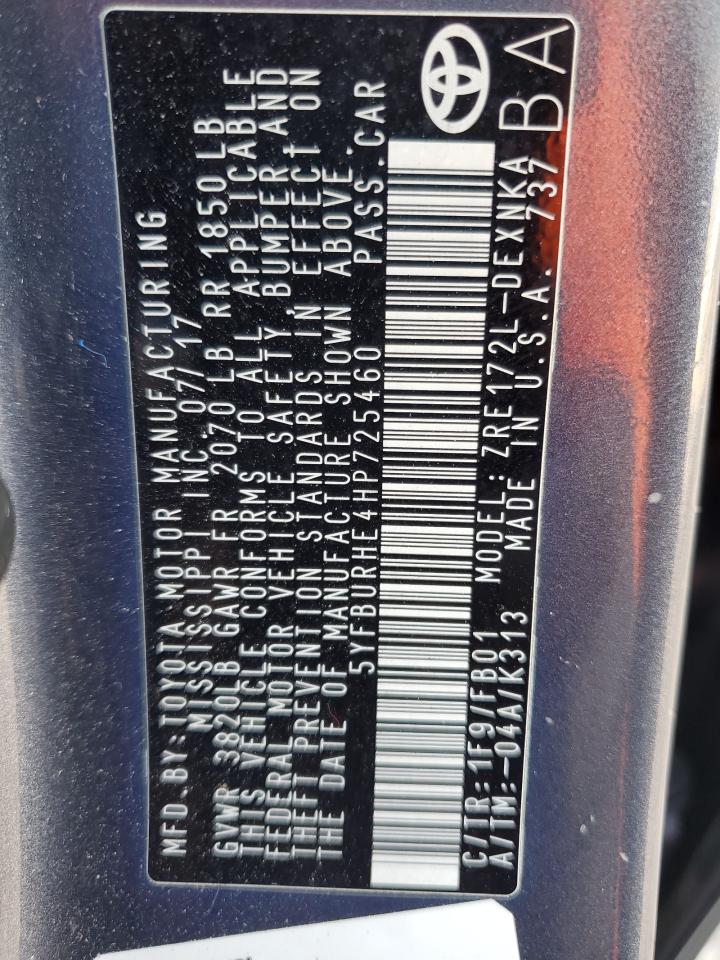 MFD.BY:TOYOTA MOTOR MANUFACTURING
MISSISSIPPI INC. 07/17
GVWR 3820LB GAWR FR 2070 LB RR 1850 LB
THIS VEHICLE CONFORMS TO ALL APPLICABLE
FEDERAL MOTOR VEHICLE SAFETY, BUMPER, AND
THEFT PREVENTION STANDARDS IN EFFECT ON
THE DATE OF MANUFACTURE SHOWN ABOVE.
5YFBURHE4HP725460 PASS.CAR
C/TR:1F9/FB01 MODEL:ZRE172L-DEXNKA
A/TM:-04A/K313 MADE IN U.S.A. 737 BA